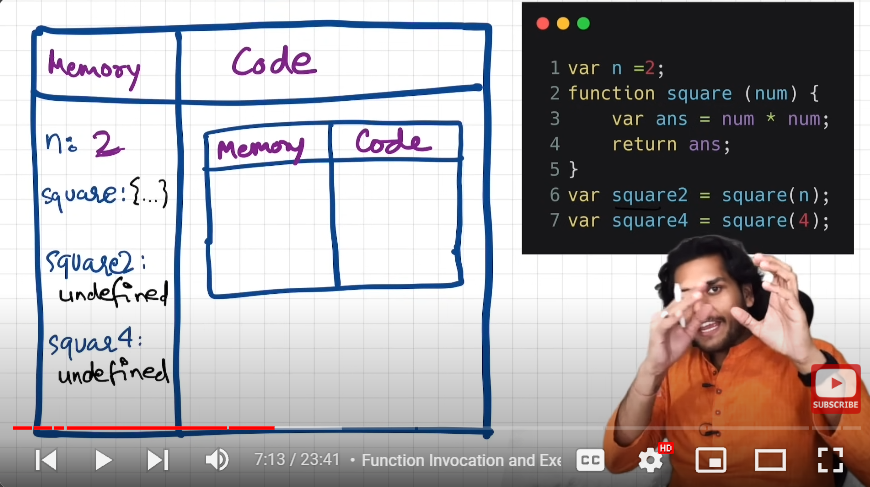 Memory
Code
n: 2
square: {...}
square2:
undefined
squar4:
undefined
Memory
Code
1 var n =2;
2 function square (num) {
3 var ans = num * num;
4 return ans;
5 }
6 var square2 = square(n);
7 var square4 = square(4);
SUBSCRIBE
7:13 / 23:41 • Function Invocation and Exe
CC
HD